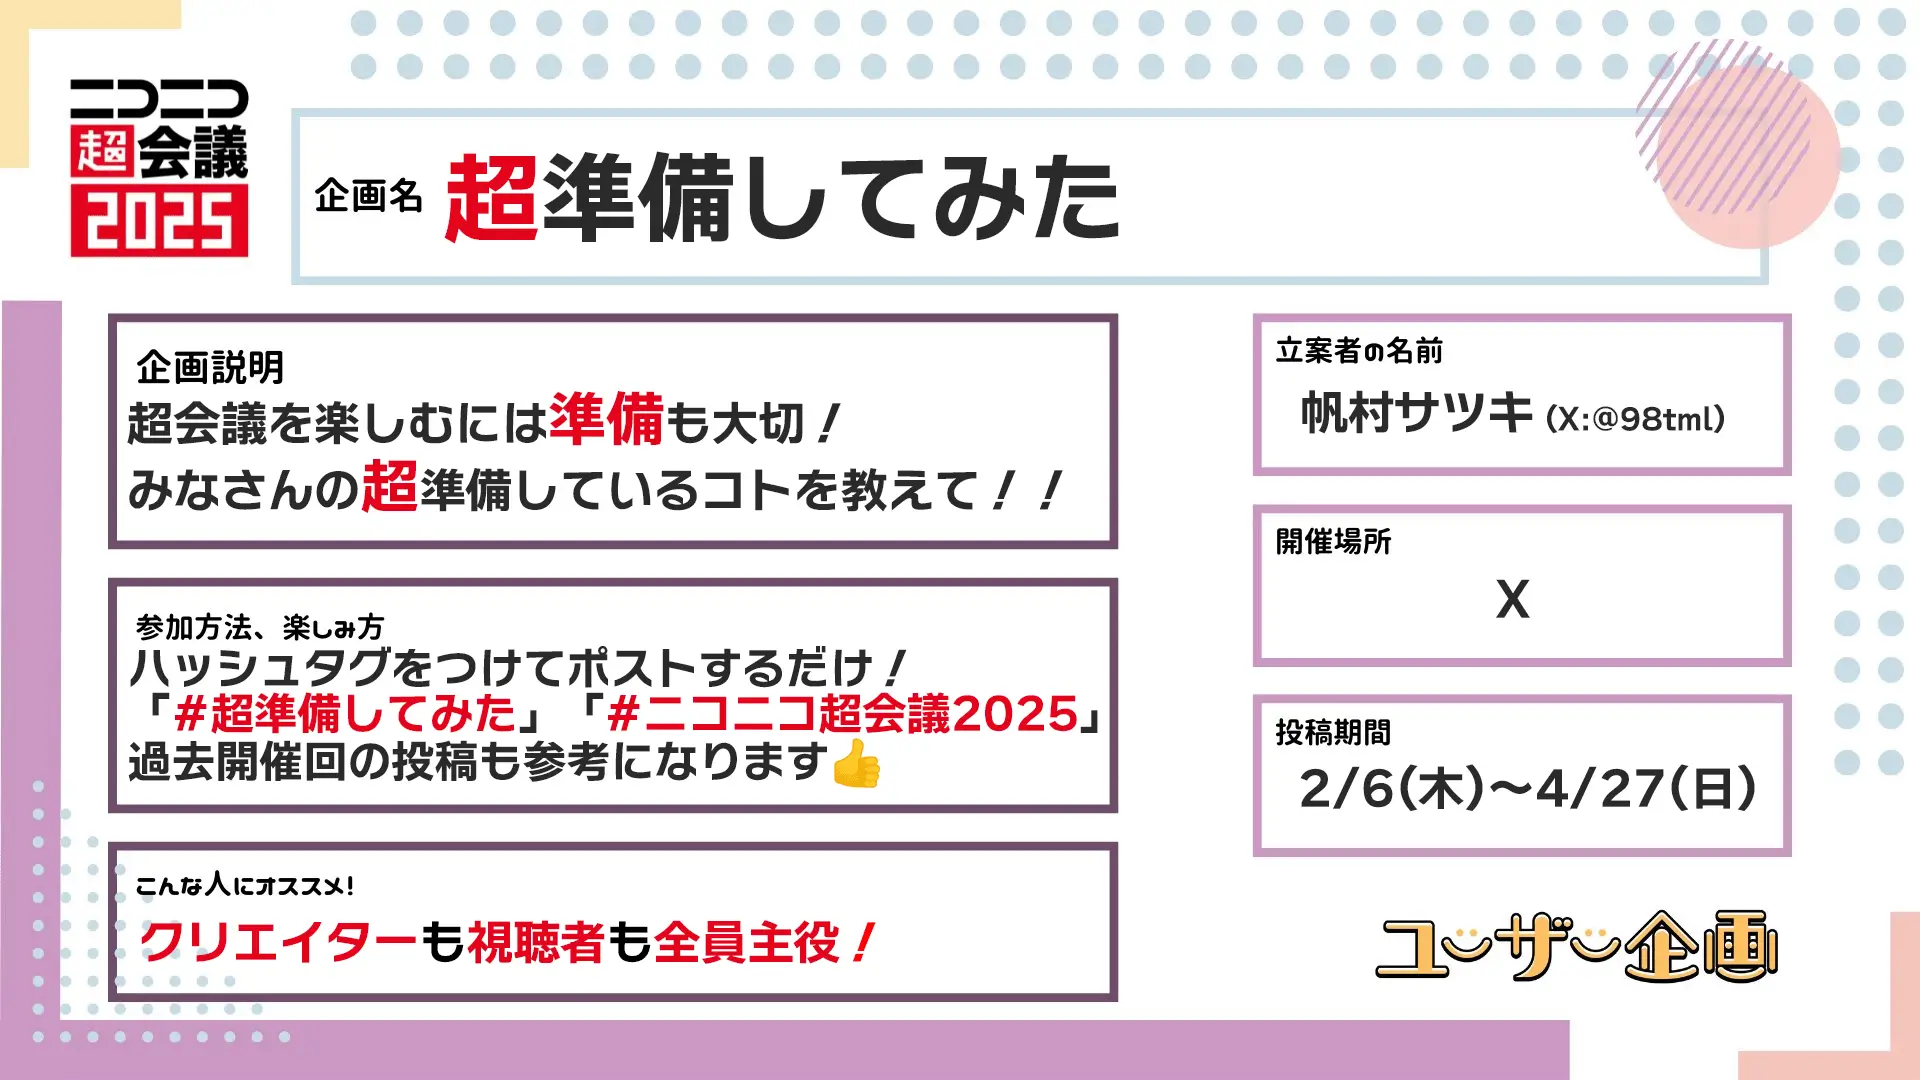 ニコニコ
超会議
2025
企画名 超準備してみた
企画説明
超会議を楽しむには準備も大切！
みなさんの超準備しているコトを教えて！！
参加方法、楽しみ方
ハッシュタグをつけてポストするだけ！
「#超準備してみた」「#ニコニコ超会議2025」
過去開催回の投稿も参考になります👍
こんな人にオススメ！
クリエイターも視聴者も全員主役！
立案者の名前
帆村サツキ (X:@98tml)
開催場所
X
投稿期間
2/6(木)〜4/27(日)
ユーザー企画